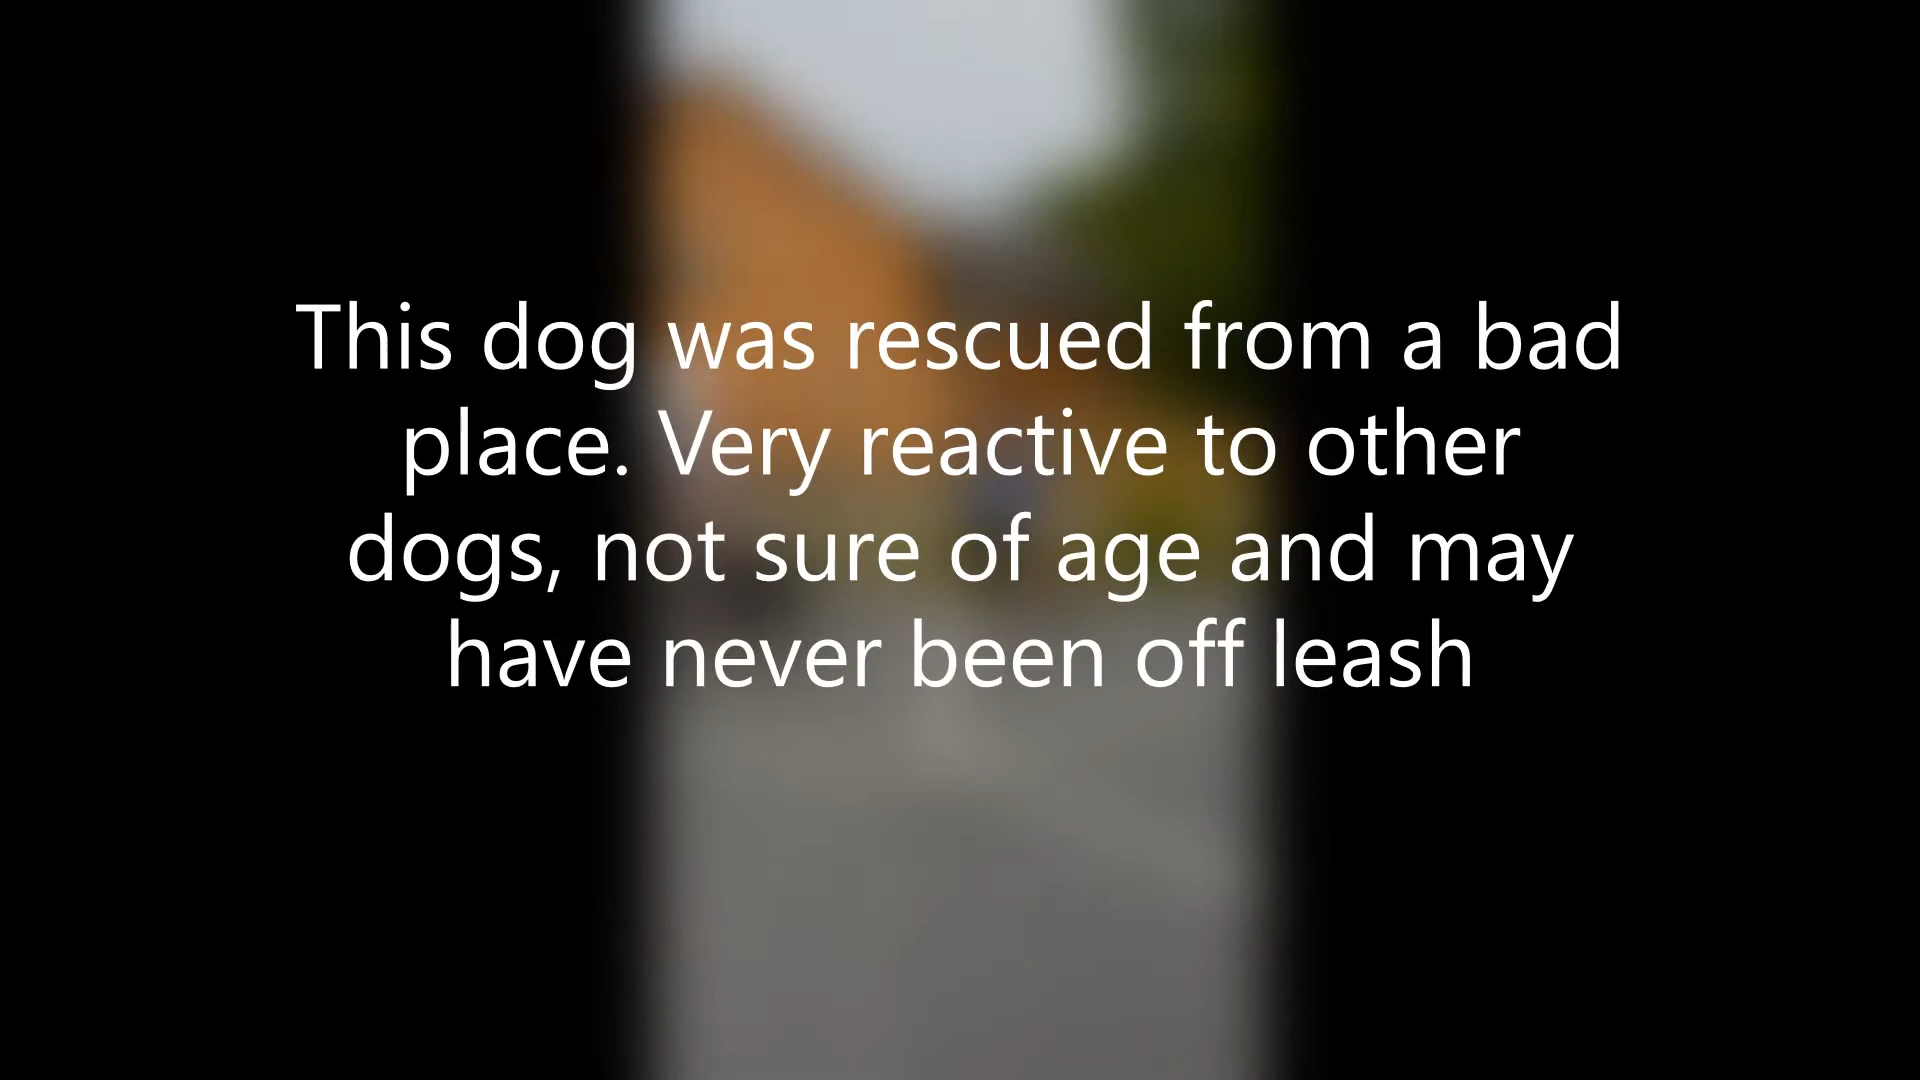 This dog was rescued from a bad
place. Very reactive to other
dogs, not sure of age and may
have never been off leash